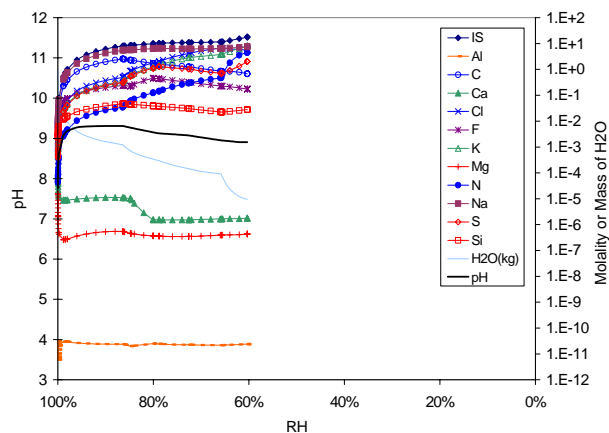 12
11
10
9
8
7
6
5
4
3
pH
100%
80%
60%
40%
20%
0%
RH
1.E+2
1.E+1
1.E+0
1.E-1
1.E-2
1.E-3
1.E-4
1.E-5
1.E-6
1.E-7
1.E-8
1.E-9
1.E-10
1.E-11
1.E-12
Molality or Mass of H2O
IS
Al
C
Ca
Cl
F
K
Mg
N
Na
S
Si
H2O(kg)
pH